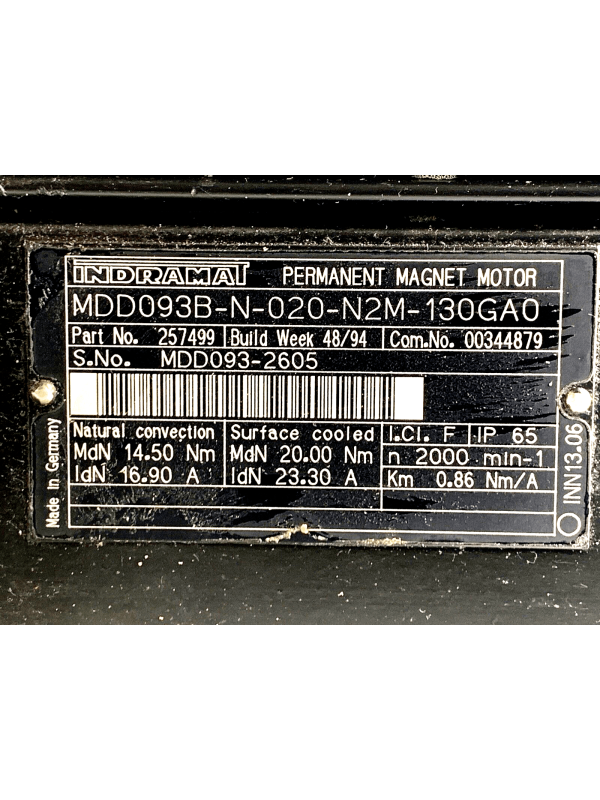 INDRAMAT PERMANENT MAGNET MOTOR
MDD093B-N-020-N2M-130GA0
Part No. 257499 Build Week 48/94 Com.No. 00344879
S.No. MDD093-2605
Natural convection Surface cooled I.Cl. F IP 65
MdN 14.50 Nm MdN 20.00 Nm n 2000 min-1
IdN 16.90 A IdN 23.30 A Km 0.86 Nm/A
Made in Germany
INN13.06